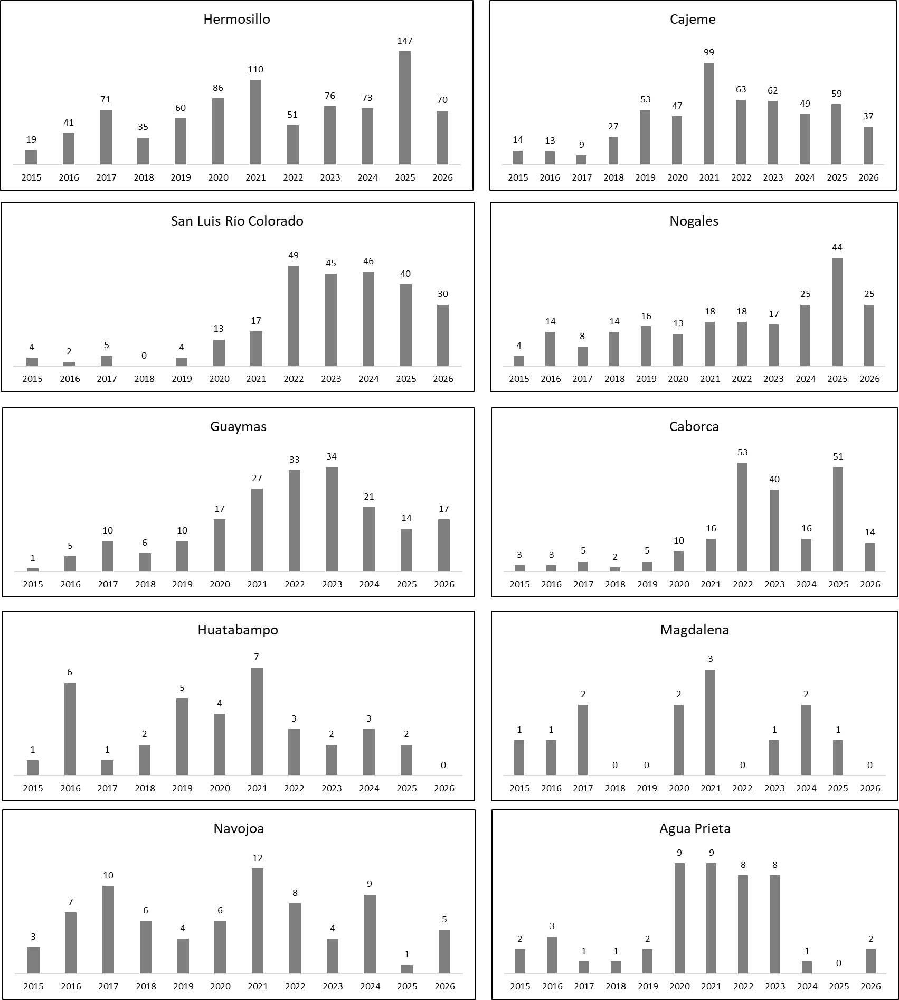 Hermosillo
19 41 71 35 60 86 110 51 76 73 147 70
2015 2016 2017 2018 2019 2020 2021 2022 2023 2024 2025 2026
Cajeme
14 13 9 27 53 47 99 63 62 49 59 37
2015 2016 2017 2018 2019 2020 2021 2022 2023 2024 2025 2026
San Luis Río Colorado
4 2 5 0 4 13 17 49 45 46 40 30
2015 2016 2017 2018 2019 2020 2021 2022 2023 2024 2025 2026
Nogales
4 14 8 14 16 13 18 18 17 25 44 25
2015 2016 2017 2018 2019 2020 2021 2022 2023 2024 2025 2026
Guaymas
1 5 10 6 10 17 27 33 34 21 14 17
2015 2016 2017 2018 2019 2020 2021 2022 2023 2024 2025 2026
Caborca
3 3 5 2 5 10 16 53 40 16 51 14
2015 2016 2017 2018 2019 2020 2021 2022 2023 2024 2025 2026
Huatabampo
1 6 1 2 5 4 7 3 2 3 2 0
2015 2016 2017 2018 2019 2020 2021 2022 2023 2024 2025 2026
Magdalena
1 1 2 0 0 2 3 0 1 2 1 0
2015 2016 2017 2018 2019 2020 2021 2022 2023 2024 2025 2026
Navojoa
3 7 10 6 4 6 12 8 4 9 1 5
2015 2016 2017 2018 2019 2020 2021 2022 2023 2024 2025 2026
Agua Prieta
2 3 1 1 2 9 9 8 8 1 0 2
2015 2016 2017 2018 2019 2020 2021 2022 2023 2024 2025 2026